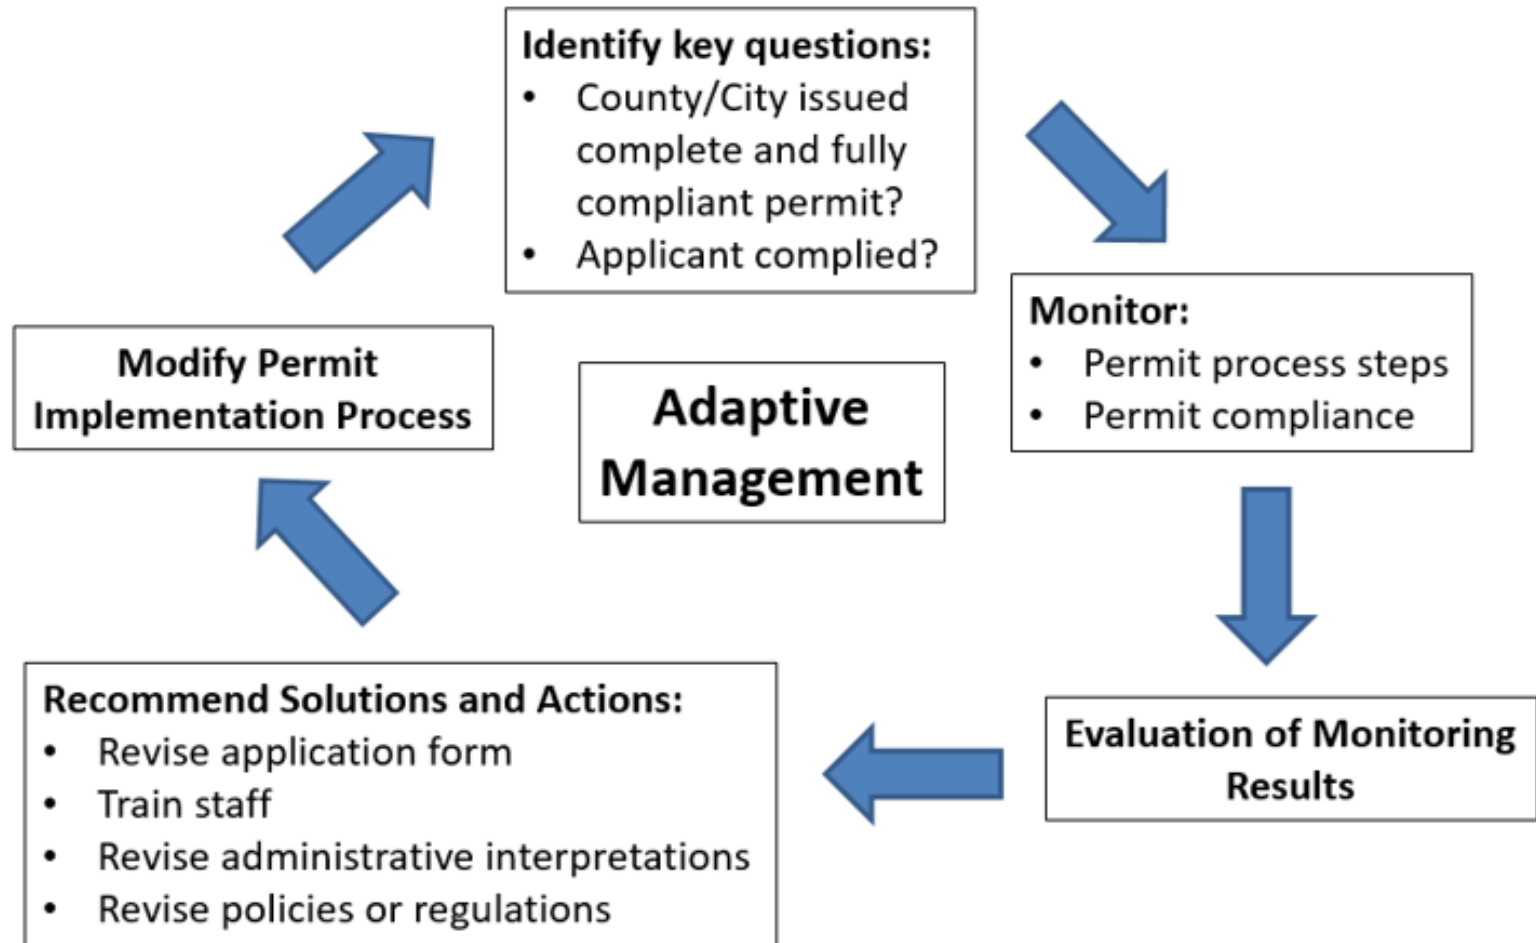 Identify key questions:
• County/City issued
complete and fully
compliant permit?
• Applicant complied?
Monitor:
• Permit process steps
• Permit compliance
Evaluation of Monitoring
Results
Recommend Solutions and Actions:
• Revise application form
• Train staff
• Revise administrative interpretations
• Revise policies or regulations
Modify Permit
Implementation Process
Adaptive
Management